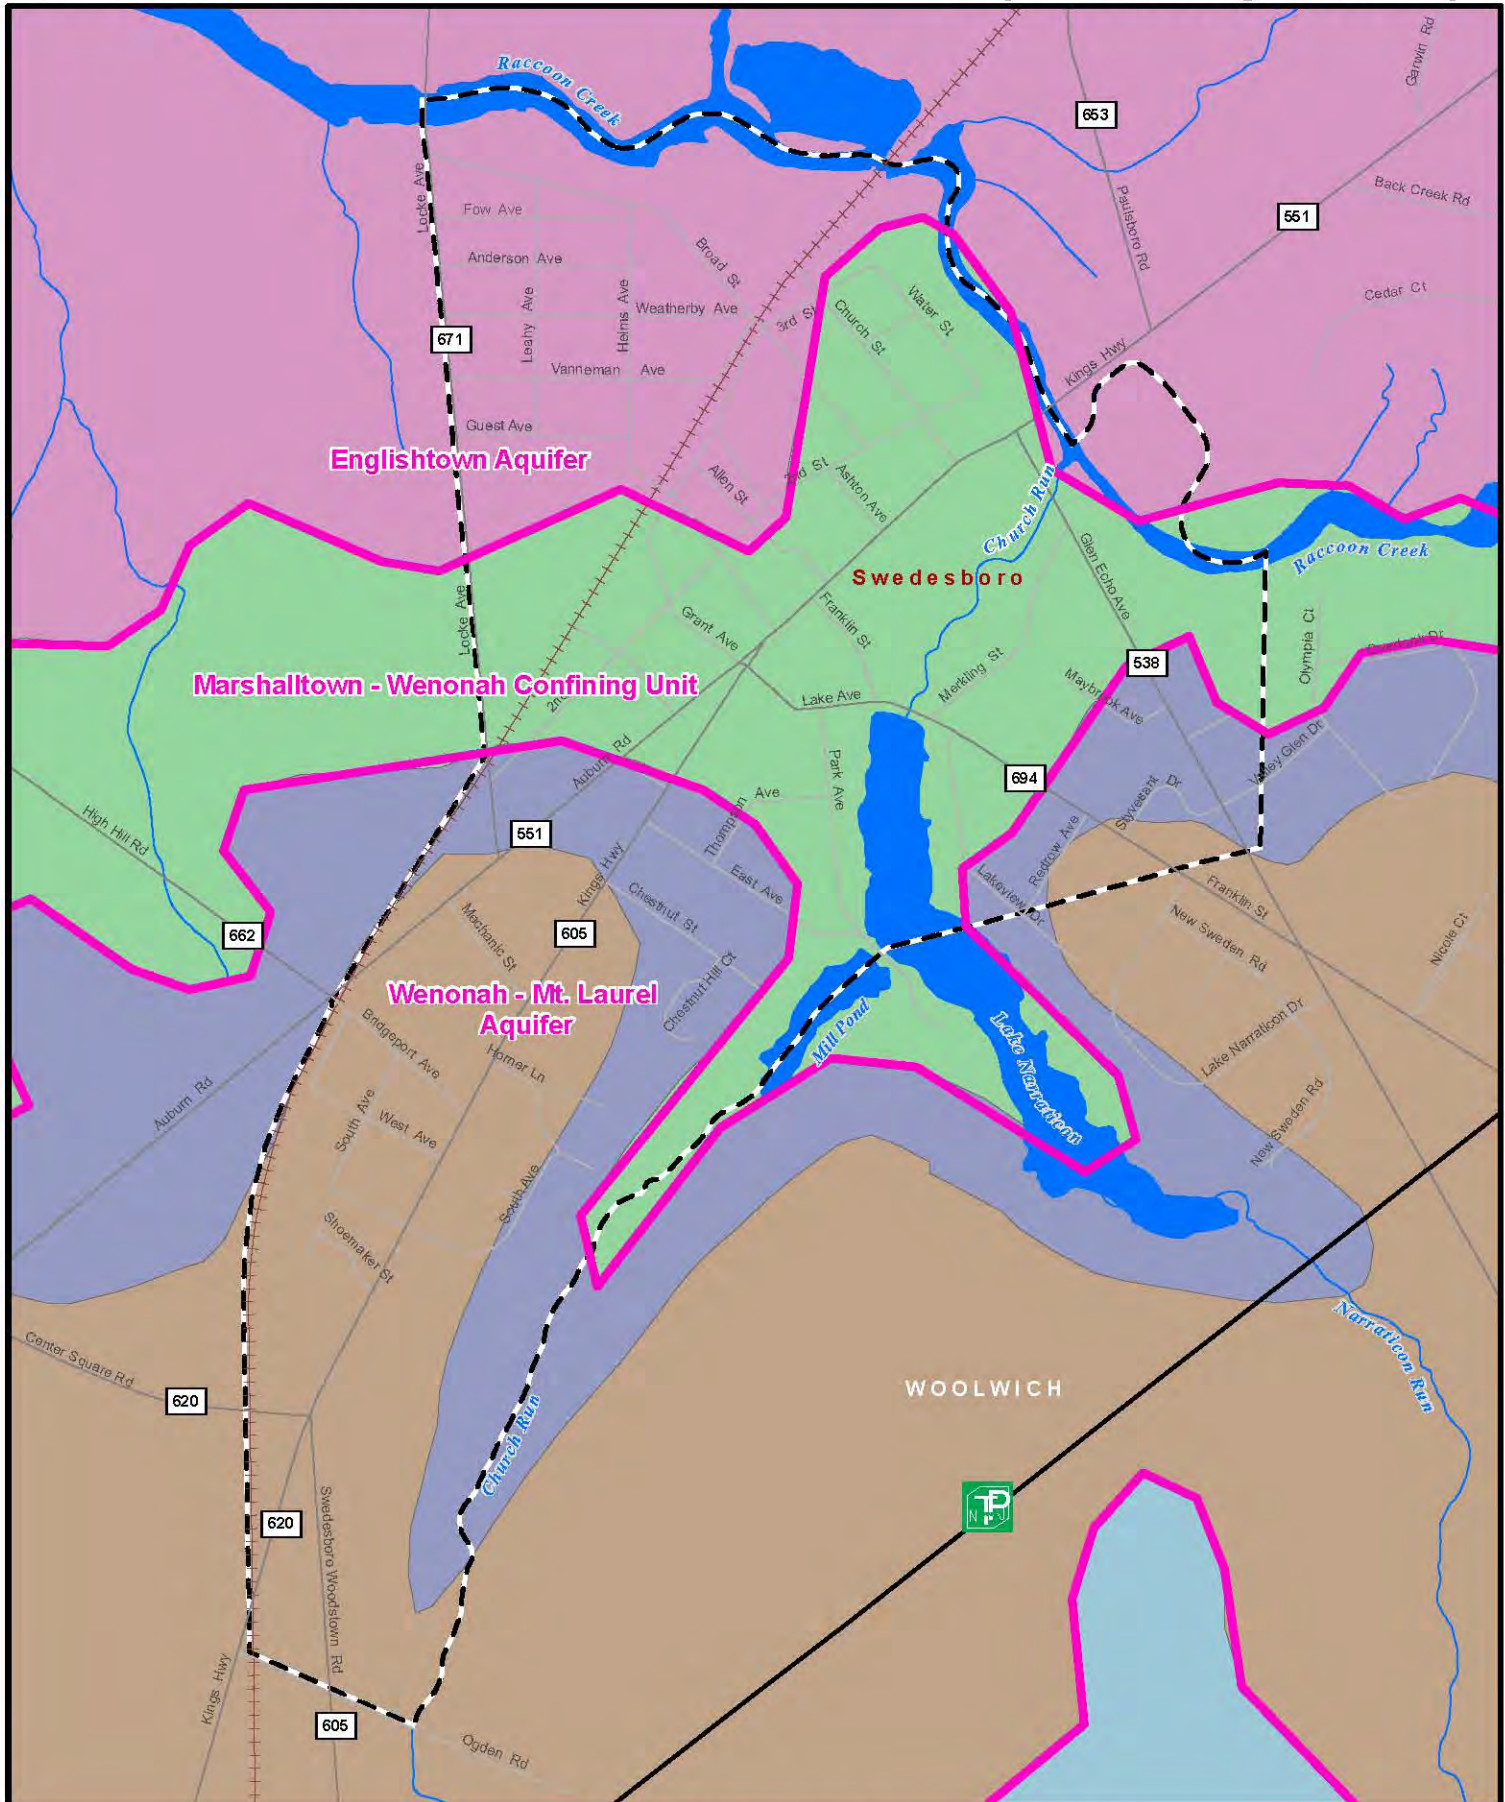 Raccoon Creek
653
Garwin Rd
Back Creek Rd
551
Paulsboro Rd
Locke Ave
Fow Ave
Anderson Ave
Broad St
Leahy Ave
Helms Ave
Weatherby Ave
3rd St
Church St
Water St
Cedar Ct
671
Kings Hwy
Vanneman Ave
Guest Ave
Englishtown Aquifer
Allen St
2nd St
Ashton Ave
Church Run
Glen Echo Ave
Raccoon Creek
Swedesboro
Locke Ave
Grant Ave
Franklin St
Olympia Ct
Overlook Dr
538
Marshalltown - Wenonah Confining Unit
Merkling St
Maybrook Ave
Lake Ave
Auburn Rd
Park Ave
694
Valley Glen Dr
Stuyvesant Dr
Thompson Ave
High Hill Rd
551
Kings Hwy
Redrow Ave
East Ave
Chestnut St
Lakeview Dr
Franklin St
662
Mechanic St
605
New Sweden Rd
Nicole Ct
Chestnut Hill Ct
Wenonah - Mt. Laurel
Aquifer
Mill Pond
Lake Narraticon
Lake Narraticon Dr
Bridgeport Ave
Horner Ln
Auburn Rd
South Ave
West Ave
New Sweden Rd
South Ave
Shoemaker St
Center Square Rd
Narraticon Run
620
WOOLWICH
Church Run
620
Swedesboro Woodstown Rd
TP
N J
Kings Hwy
605
Ogden Rd